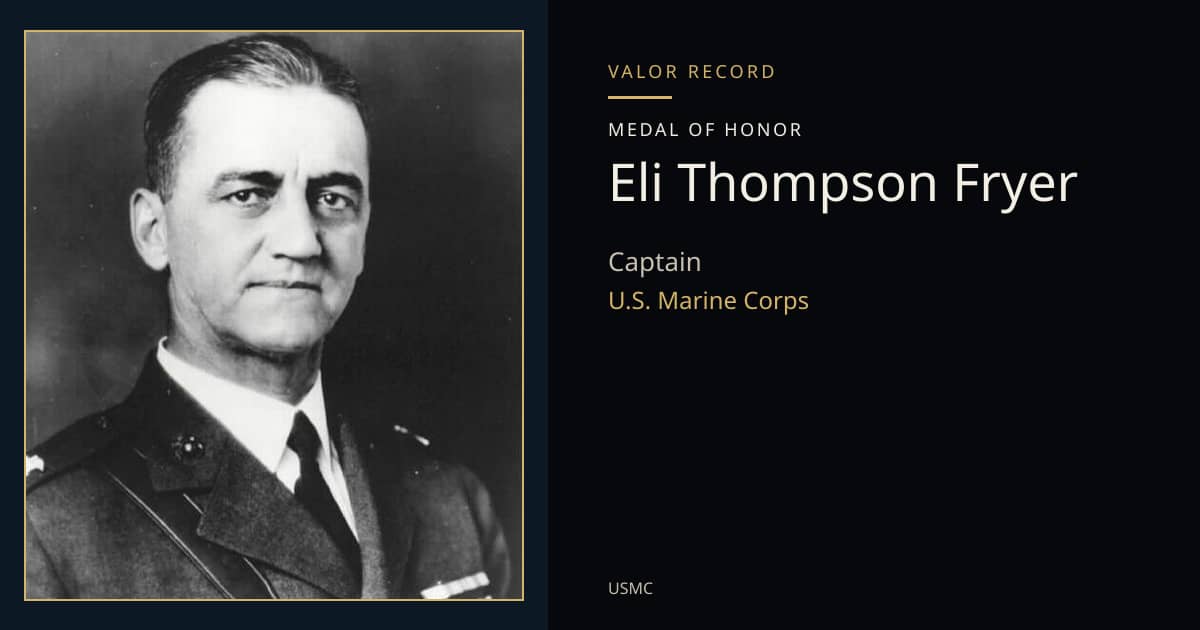 VALOR RECORD
MEDAL OF HONOR
Eli Thompson Fryer
Captain
U.S. Marine Corps
USMC